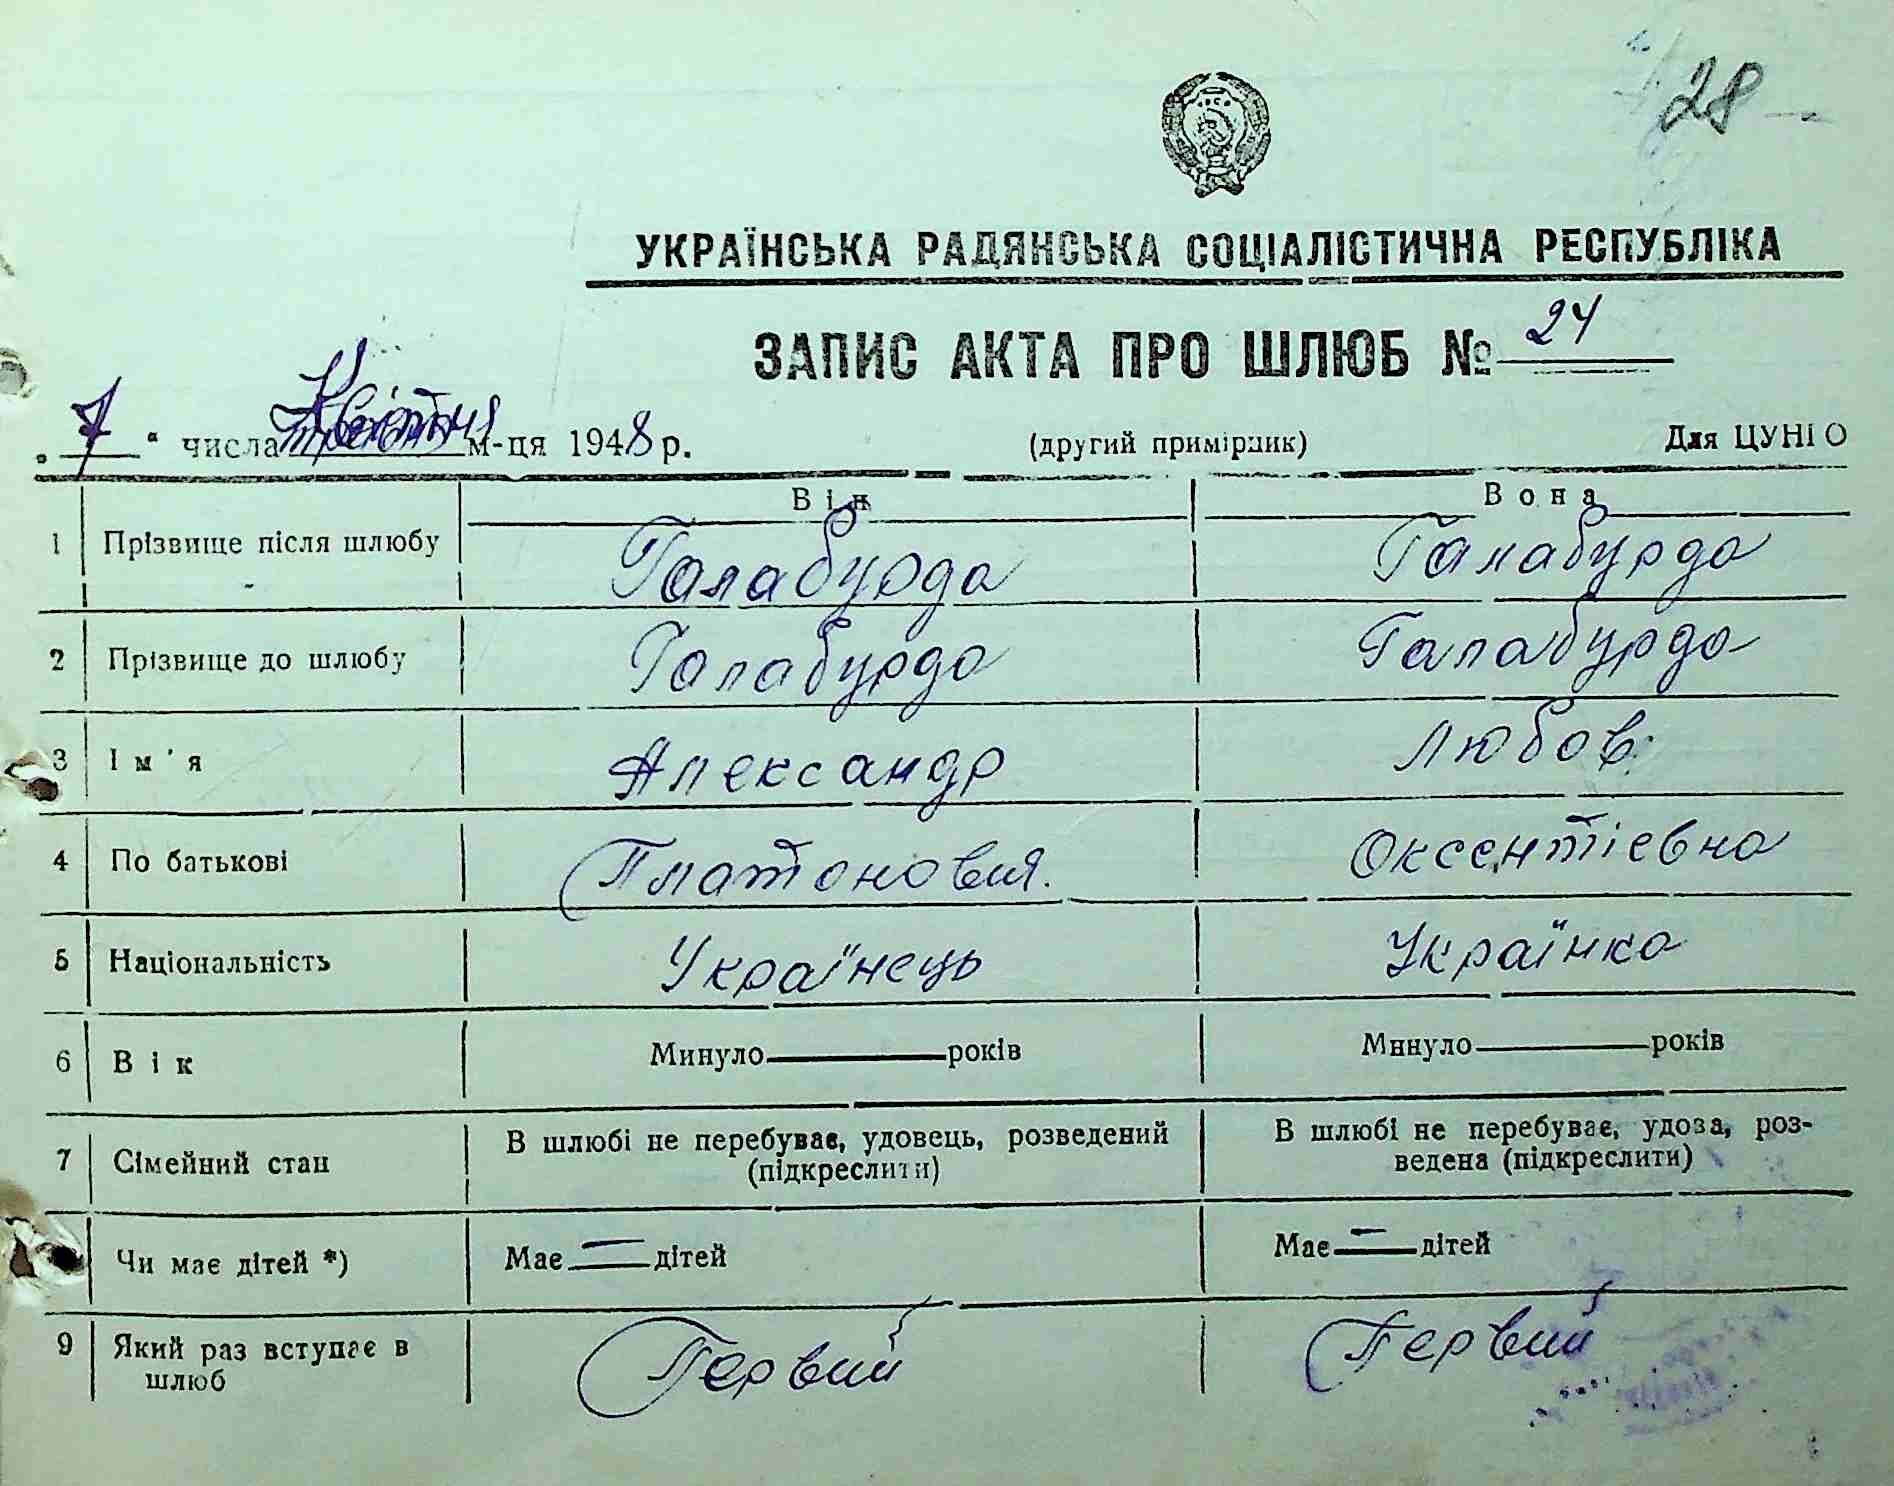 28
УКРАЇНСЬКА РАДЯНСЬКА СОЦІАЛІСТИЧНА РЕСПУБЛІКА
ЗАПИС АКТА ПРО ШЛЮБ № 24
„ 7 “ числа Квітня м-ця 1948 р. (другий примірник) Для ЦУНГО
Він Вона
1 Прізвище після шлюбу Галабурда Галабурда
2 Прізвище до шлюбу Галабурда Галабурда
3 Ім'я Александр Любов
4 По батькові Платонович. Оксентіевна
5 Національність Українець Українка
6 Вік Минуло років Минуло років
7 Сімейний стан В шлюбі не перебуває, удовець, розведений (підкреслити) В шлюбі не перебуває, удова, роз-
ведена (підкреслити)
Чи має дітей *) Має — дітей Має — дітей
9 Який раз вступає в шлюб Первий Первий